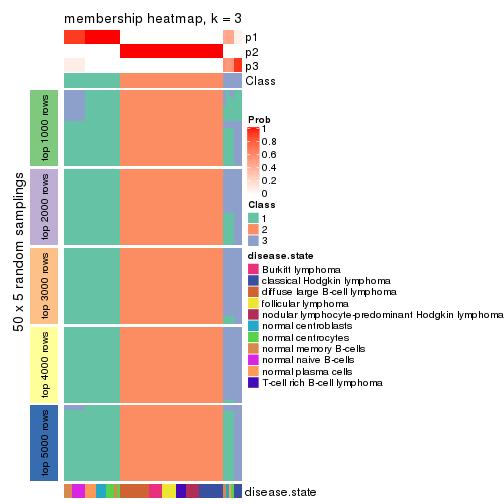 membership heatmap, k = 3
p1
p2
p3
Class
50 x 5 random samplings
top 1000 rows
top 2000 rows
top 3000 rows
top 4000 rows
top 5000 rows
Prob
1
0.8
0.6
0.4
0.2
0
Class
1
2
3
disease.state
Burkitt lymphoma
classical Hodgkin lymphoma
diffuse large B-cell lymphoma
follicular lymphoma
nodular lymphocyte-predominant Hodgkin lymphoma
normal centroblasts
normal centrocytes
normal memory B-cells
normal naive B-cells
normal plasma cells
T-cell rich B-cell lymphoma
disease.state